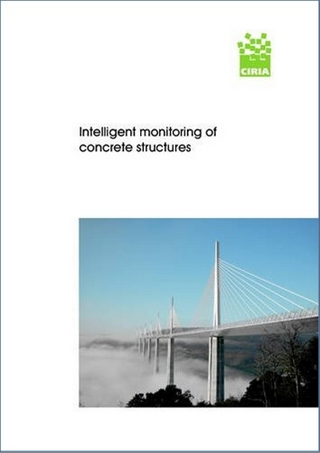 CIRIA
Intelligent monitoring of
concrete structures